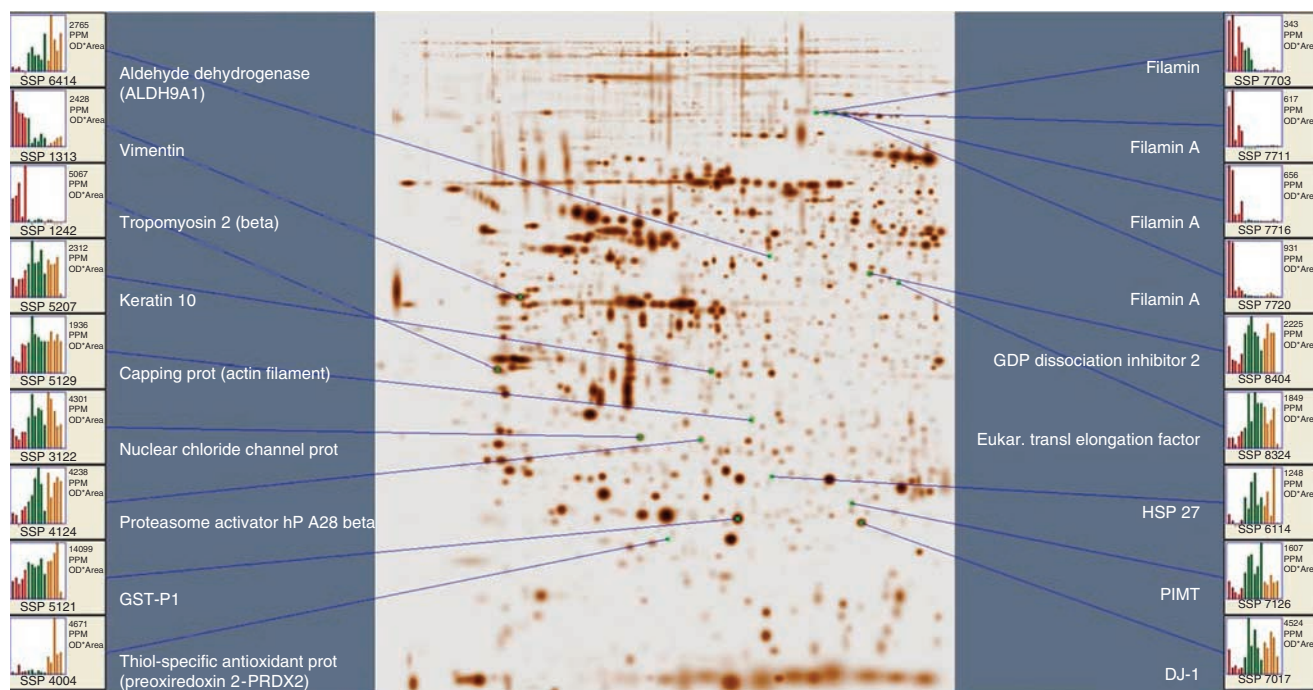 2765
PPM
OD*Area
SSP 6414
Aldehyde dehydrogenase
(ALDH9A1)
2428
PPM
OD*Area
SSP 1313
Vimentin
5067
PPM
OD*Area
SSP 1242
Tropomyosin 2 (beta)
2312
PPM
OD*Area
SSP 5207
Keratin 10
1936
PPM
OD*Area
SSP 5129
Capping prot (actin filament)
4301
PPM
OD*Area
SSP 3122
Nuclear chloride channel prot
4238
PPM
OD*Area
SSP 4124
Proteasome activator hP A28 beta
14099
PPM
OD*Area
SSP 5121
GST-P1
4671
PPM
OD*Area
SSP 4004
Thiol-specific antioxidant prot
(preoxiredoxin 2-PRDX2)
Filamin
343
PPM
OD*Area
SSP 7703
Filamin A
617
PPM
OD*Area
SSP 7711
Filamin A
656
PPM
OD*Area
SSP 7716
Filamin A
931
PPM
OD*Area
SSP 7720
GDP dissociation inhibitor 2
2225
PPM
OD*Area
SSP 8404
Eukar. transl elongation factor
1849
PPM
OD*Area
SSP 8324
HSP 27
1248
PPM
OD*Area
SSP 6114
PIMT
1607
PPM
OD*Area
SSP 7126
DJ-1
4524
PPM
OD*Area
SSP 7017